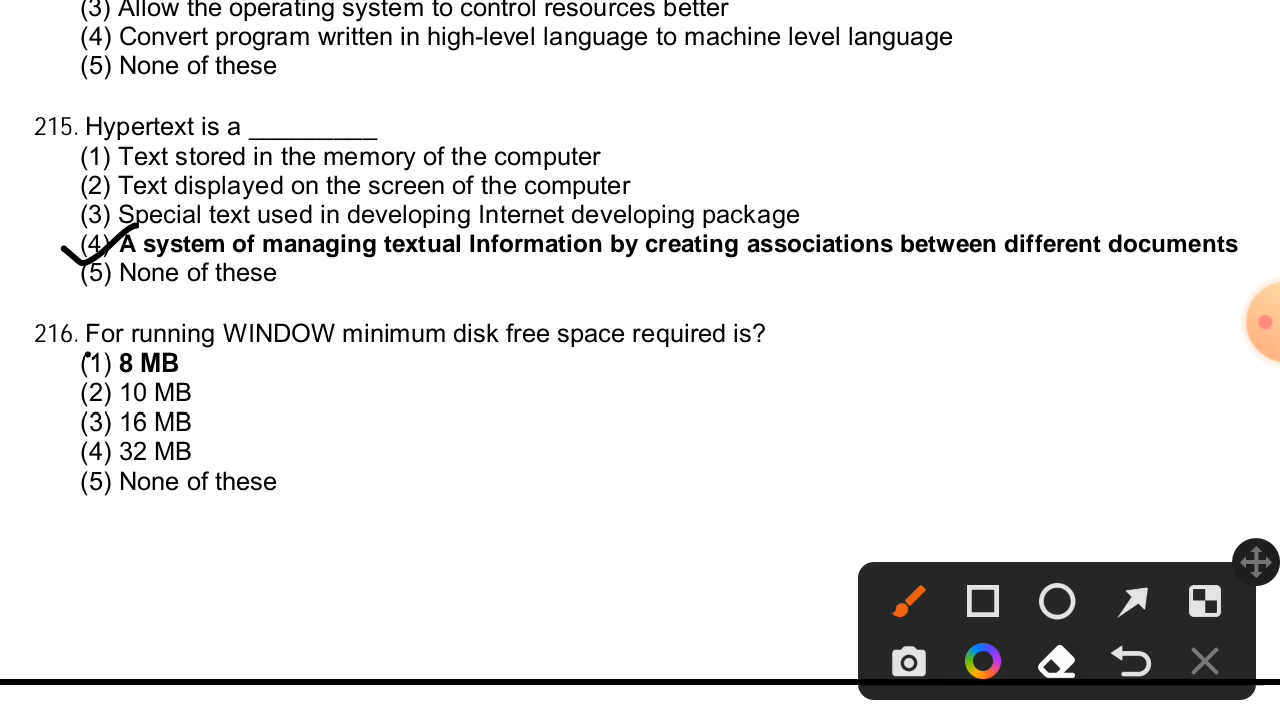 (3) Allow the operating system to control resources better
(4) Convert program written in high-level language to machine level language
(5) None of these
215. Hypertext is a _________
(1) Text stored in the memory of the computer
(2) Text displayed on the screen of the computer
(3) Special text used in developing Internet developing package
(4) A system of managing textual Information by creating associations between different documents
(5) None of these
216. For running WINDOW minimum disk free space required is?
(1) 8 MB
(2) 10 MB
(3) 16 MB
(4) 32 MB
(5) None of these